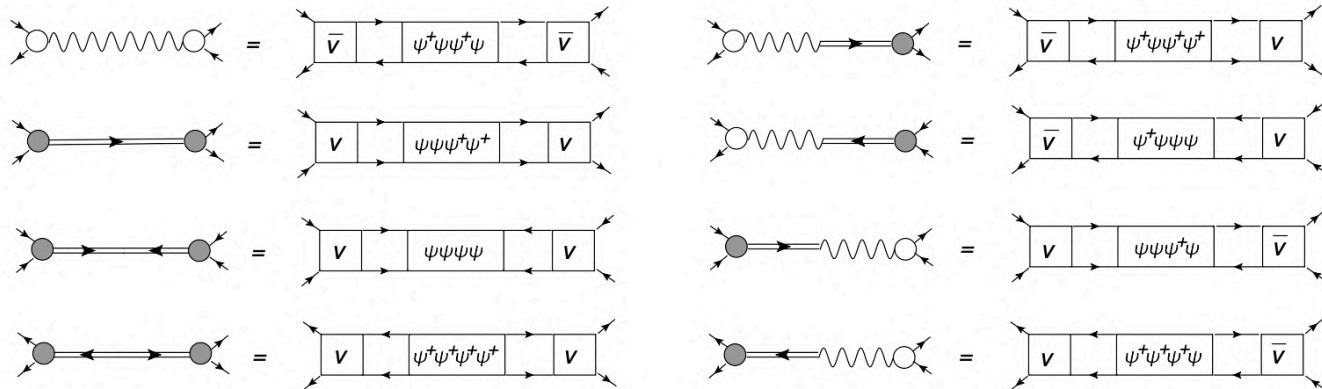 = V̅ ψ⁺ψψ⁺ψ V̅
= V̅ ψ⁺ψψ⁺ψ⁺ V
= V ψψψ⁺ψ⁺ V
= V̅ ψ⁺ψψψ V
= V ψψψψ V
= V ψψψ⁺ψ V̅
= V ψ⁺ψ⁺ψ⁺ψ⁺ V
= V ψ⁺ψ⁺ψ⁺ψ V̅